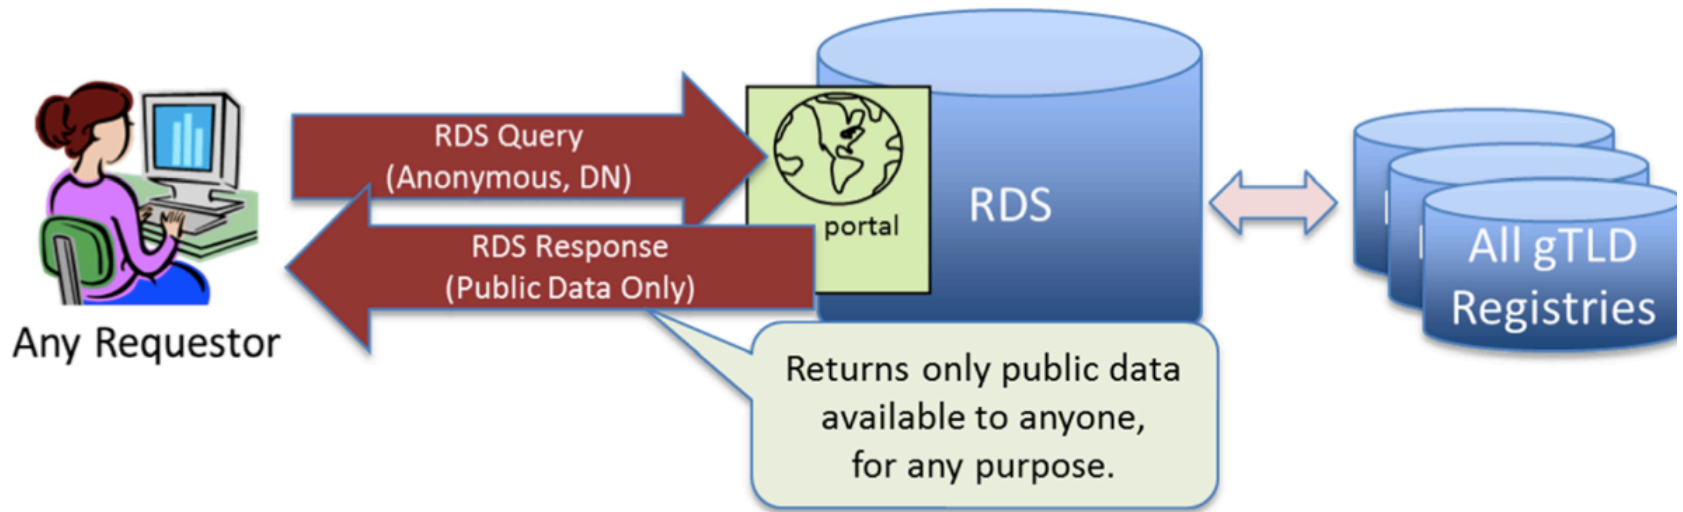 RDS Query
(Anonymous, DN)
RDS Response
(Public Data Only)
Any Requestor
portal
RDS
All gTLD
Registries
Returns only public data
available to anyone,
for any purpose.